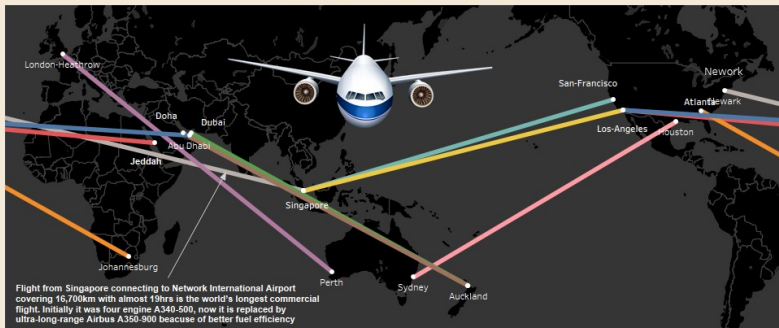 London-Heathrow
San-Francisco
Nework
Newark
Atlanta
Doha
Dubai
Abu Dhabi
Los-Angeles
Houston
Jeddah
Singapore
Johannesburg
Perth
Sydney
Auckland
Flight from Singapore connecting to Network International Airport
covering 16,700km with almost 19hrs is the world's longest commercial
flight. Initially it was four engine A340-500, now it is replaced by
ultra-long-range Airbus A350-900 beacuse of better fuel efficiency